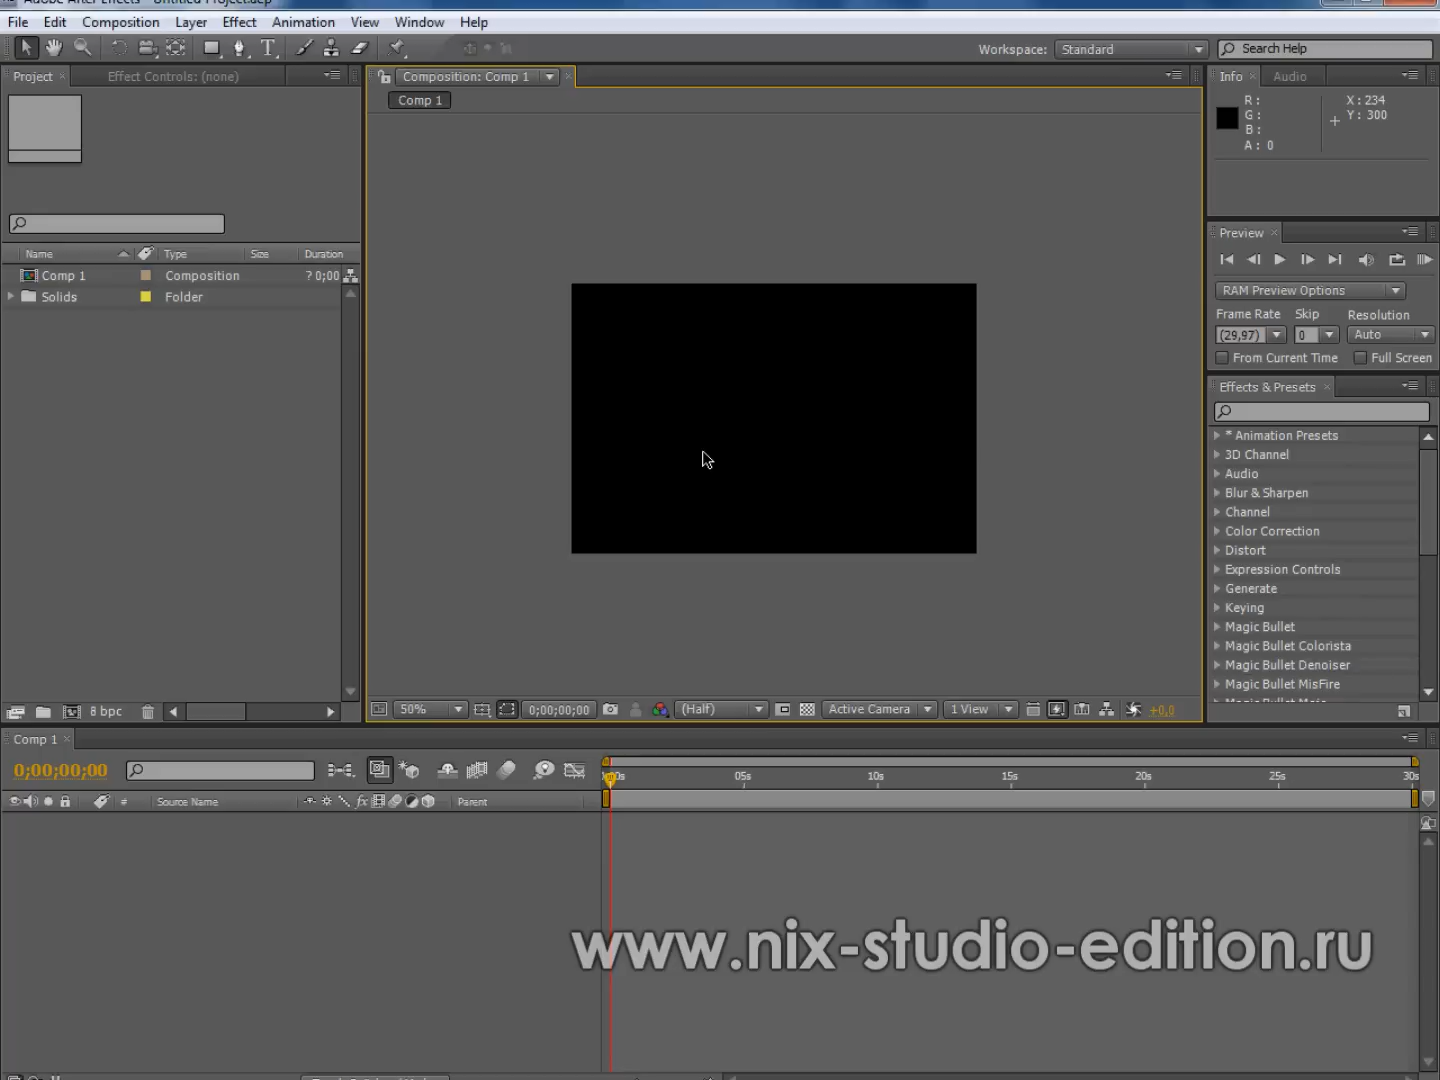 Adobe After Effects - Untitled Project.aep
File Edit Composition Layer Effect Animation View Window Help
Workspace: Standard Search Help
Project Effect Controls: (none) Composition: Comp 1 Info Audio
Comp 1
R: X: 234
G: Y: 300
B:
A: 0
Preview
Name Type Size Duration
Comp 1 Composition ? 0;00
Solids Folder
RAM Preview Options
Frame Rate Skip Resolution
(29,97) 0 Auto
From Current Time Full Screen
Effects & Presets
* Animation Presets
3D Channel
Audio
Blur & Sharpen
Channel
Color Correction
Distort
Expression Controls
Generate
Keying
Magic Bullet
Magic Bullet Colorista
Magic Bullet Denoiser
Magic Bullet MisFire
8 bpc 50% 0;00;00;00 (Half) Active Camera 1 View +0,0
Comp 1
0;00;00;00 05s 10s 15s 20s 25s 30s
# Source Name Parent
www.nix-studio-edition.ru